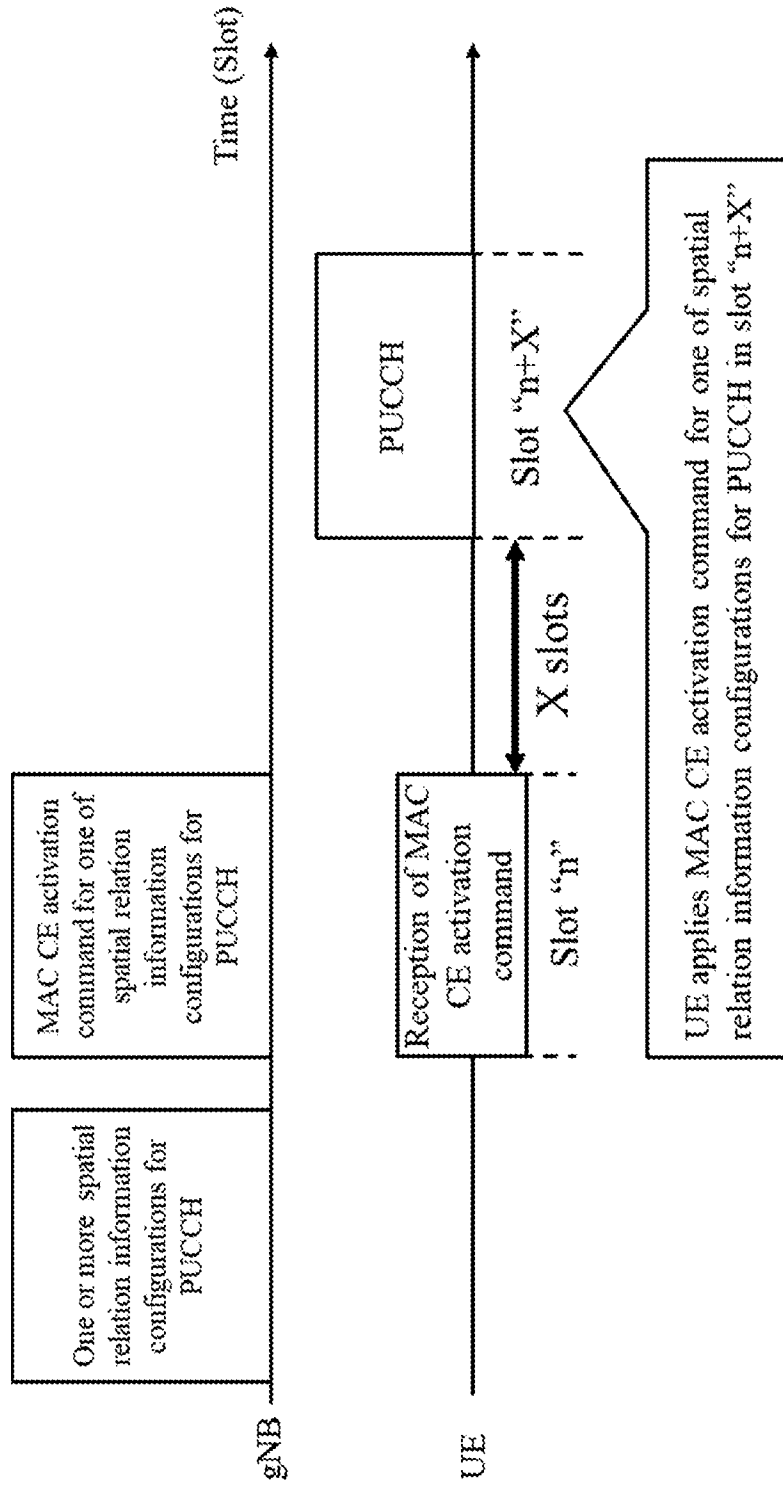 Time (Slot)
gNB
One or more spatial
relation information
configurations for
PUCCH
MAC CE activation
command for one of
spatial relation
information
configurations for
PUCCH
UE
Reception of MAC
CE activation
command
Slot “n”
X slots
PUCCH
Slot “n+X”
UE applies MAC CE activation command for one of spatial
relation information configurations for PUCCH in slot “n+X”